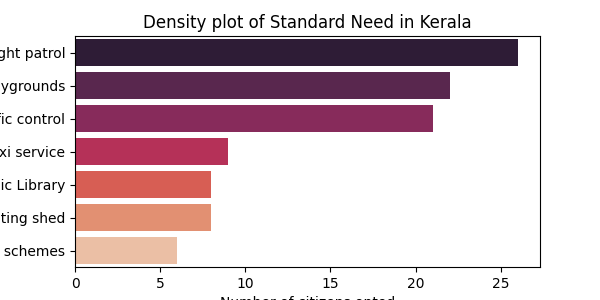 Density plot of Standard Need in Kerala
ght patrol
ygrounds
fic control
xi service
ic Library
ting shed
schemes
0 5 10 15 20 25
Number of citizens opted